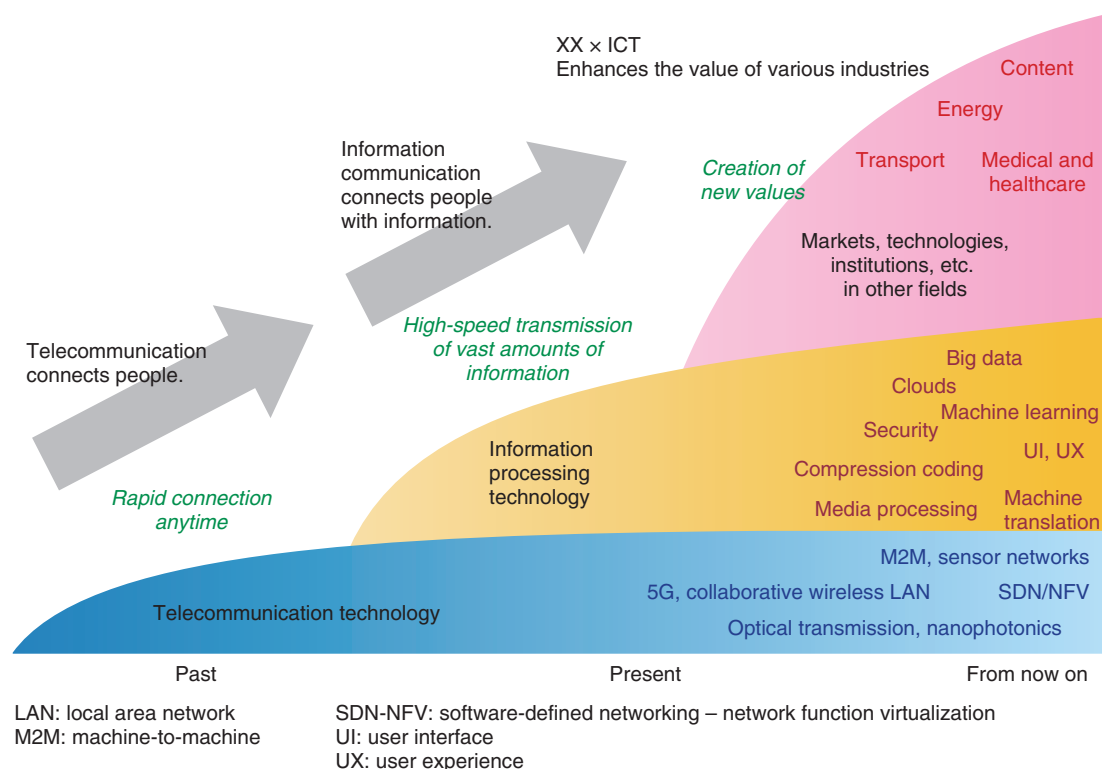 XX × ICT
Enhances the value of various industries
Content
Energy
Transport
Medical and
healthcare
Creation of
new values
Markets, technologies,
institutions, etc.
in other fields
Information
communication
connects people
with information.
High-speed transmission
of vast amounts of
information
Telecommunication
connects people.
Rapid connection
anytime
Big data
Clouds
Machine learning
Security
UI, UX
Compression coding
Media processing
Machine
translation
Information
processing
technology
M2M, sensor networks
5G, collaborative wireless LAN
SDN/NFV
Optical transmission, nanophotonics
Telecommunication technology
Past
Present
From now on
LAN: local area network
M2M: machine-to-machine
SDN-NFV: software-defined networking – network function virtualization
UI: user interface
UX: user experience